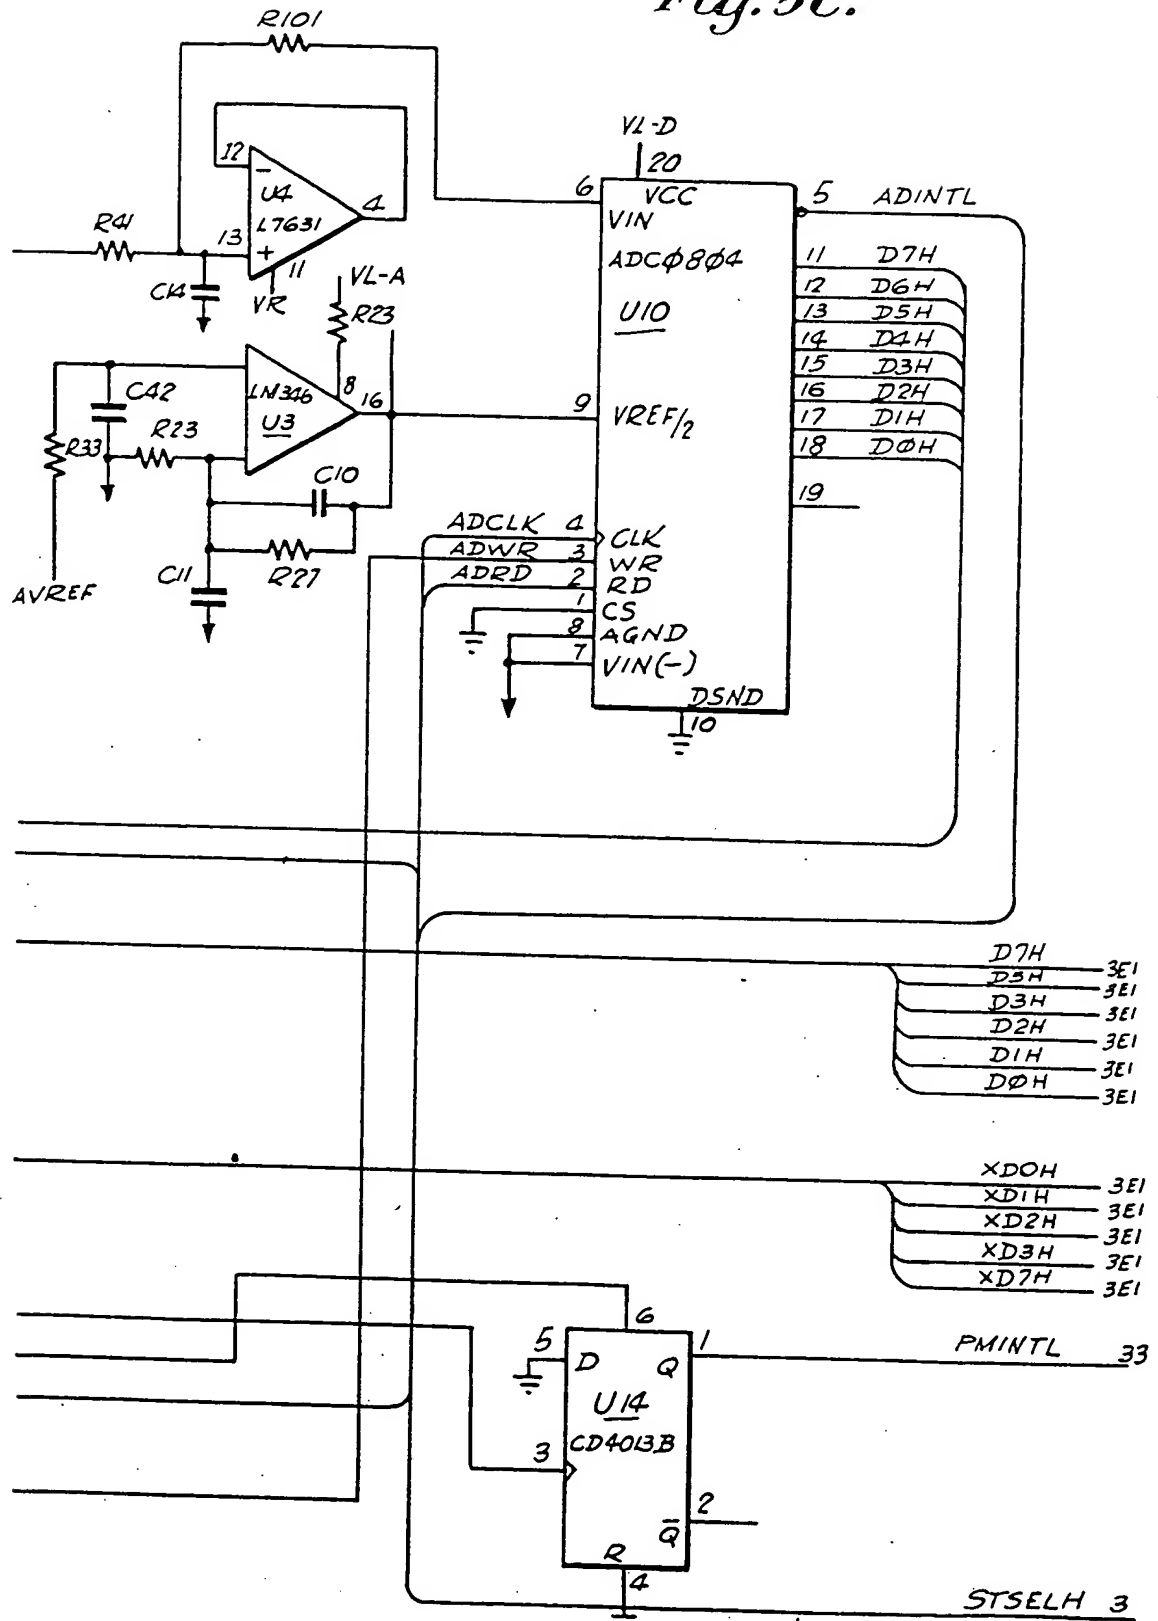 Fig. 5C.
R101
VL-D
20
12
-
U4
4
L7631
R41
13
+
11
VR
C14
VL-A
R23
6
VCC
VIN
5
ADINTL
ADCØ8Ø4
U10
11 D7H
12 D6H
13 D5H
14 D4H
15 D3H
16 D2H
17 D1H
18 DØH
19
C42
LM346
8
16
U3
9
VREF/2
R33
R23
C10
R27
C11
AVREF
ADCLK 4 CLK
ADWR 3 WR
ADRD 2 RD
1 CS
8 AGND
7 VIN(-)
DSND
10
D7H 3E1
D5H 3E1
D3H 3E1
D2H 3E1
D1H 3E1
DØH 3E1
XD0H 3E1
XD1H 3E1
XD2H 3E1
XD3H 3E1
XD7H 3E1
6
5
D
Q
1
PMINTL 33
U14
CD4013B
3
2
Q̅
R
4
STSELH 3